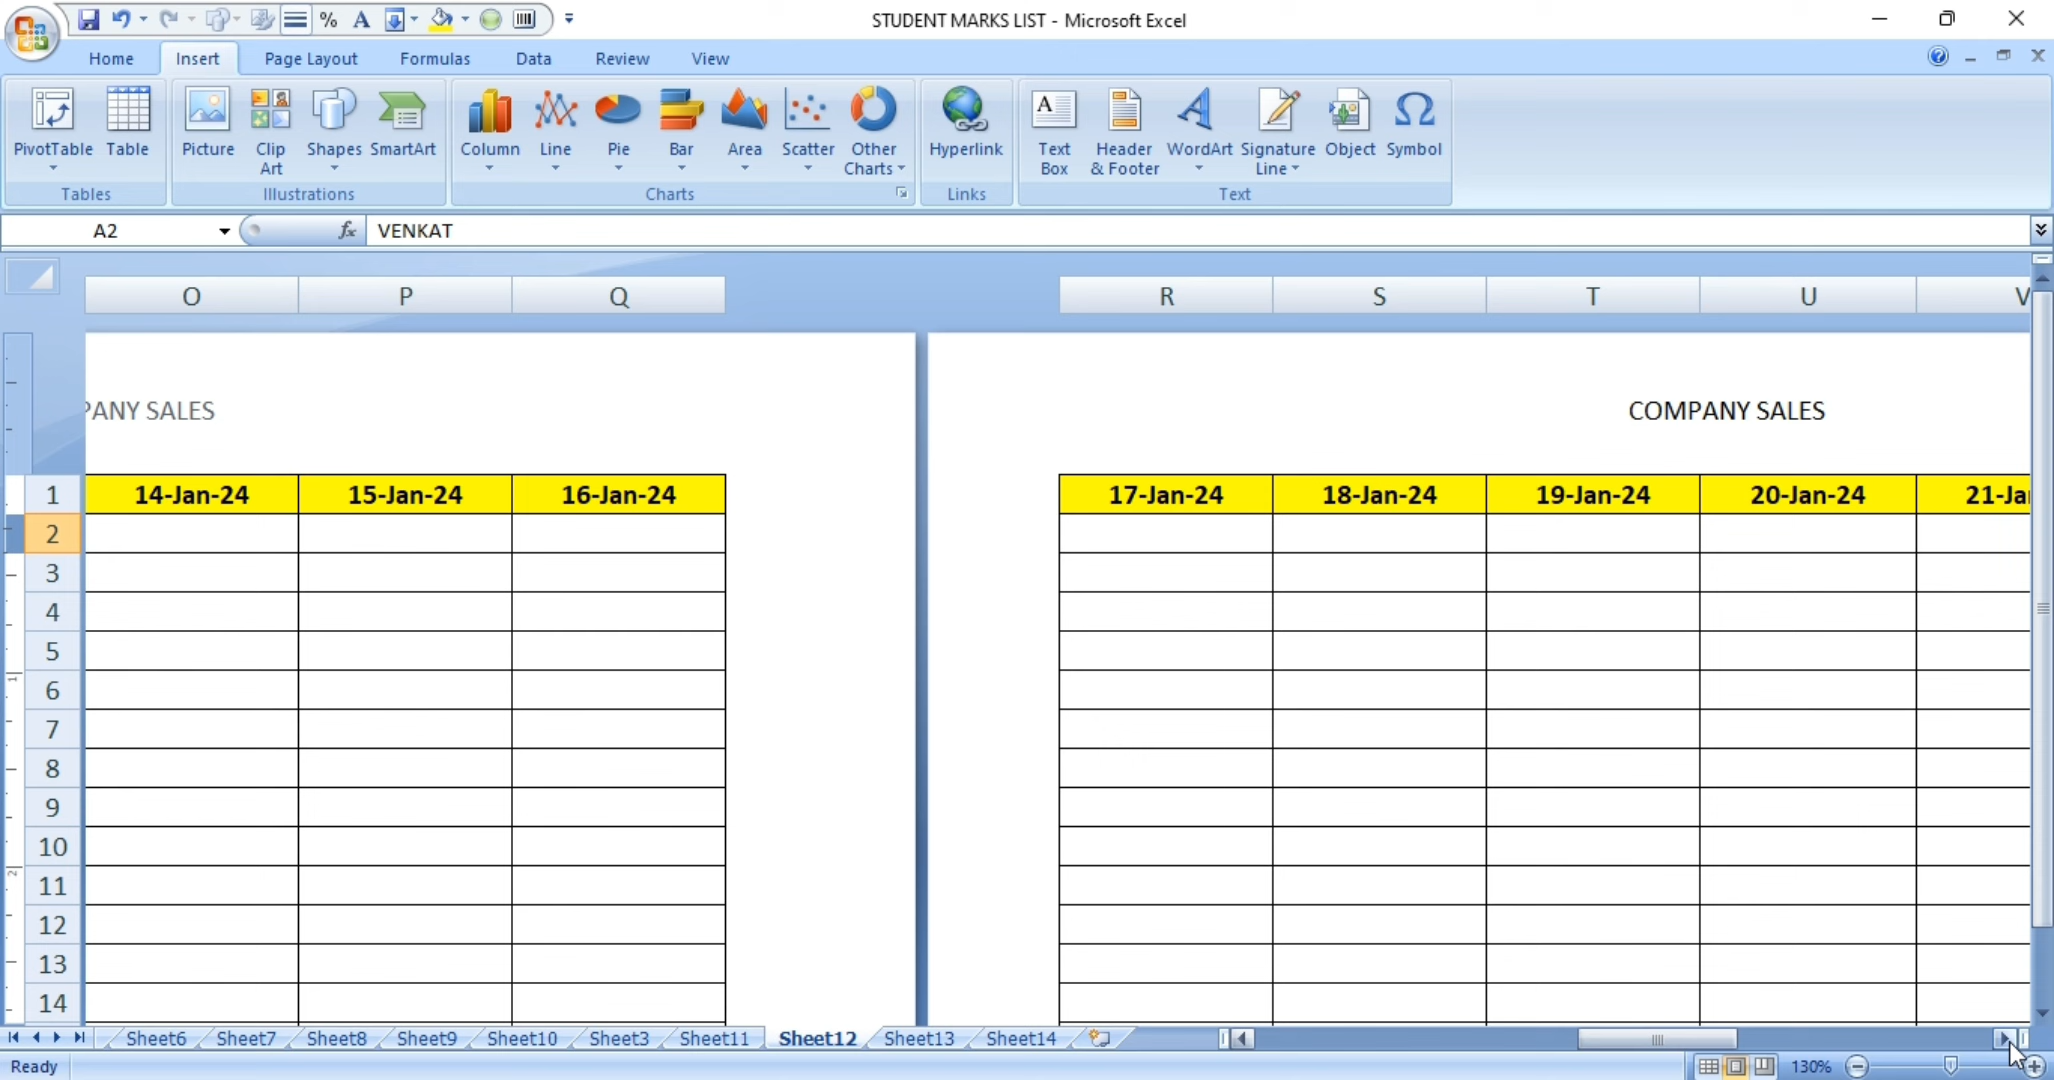 STUDENT MARKS LIST - Microsoft Excel
Home Insert Page Layout Formulas Data Review View
PivotTable Table Picture Clip Art Shapes SmartArt Column Line Pie Bar Area Scatter Other Charts Hyperlink Text Box Header & Footer WordArt Signature Line Object Symbol
Tables Illustrations Charts Links Text
A2 fx VENKAT
O P Q R S T U V
PANY SALES COMPANY SALES
1 14-Jan-24 15-Jan-24 16-Jan-24 17-Jan-24 18-Jan-24 19-Jan-24 20-Jan-24 21-Ja
2
3
4
5
6
7
8
9
10
11
12
13
14
Sheet6 Sheet7 Sheet8 Sheet9 Sheet10 Sheet3 Sheet11 Sheet12 Sheet13 Sheet14
Ready 130%